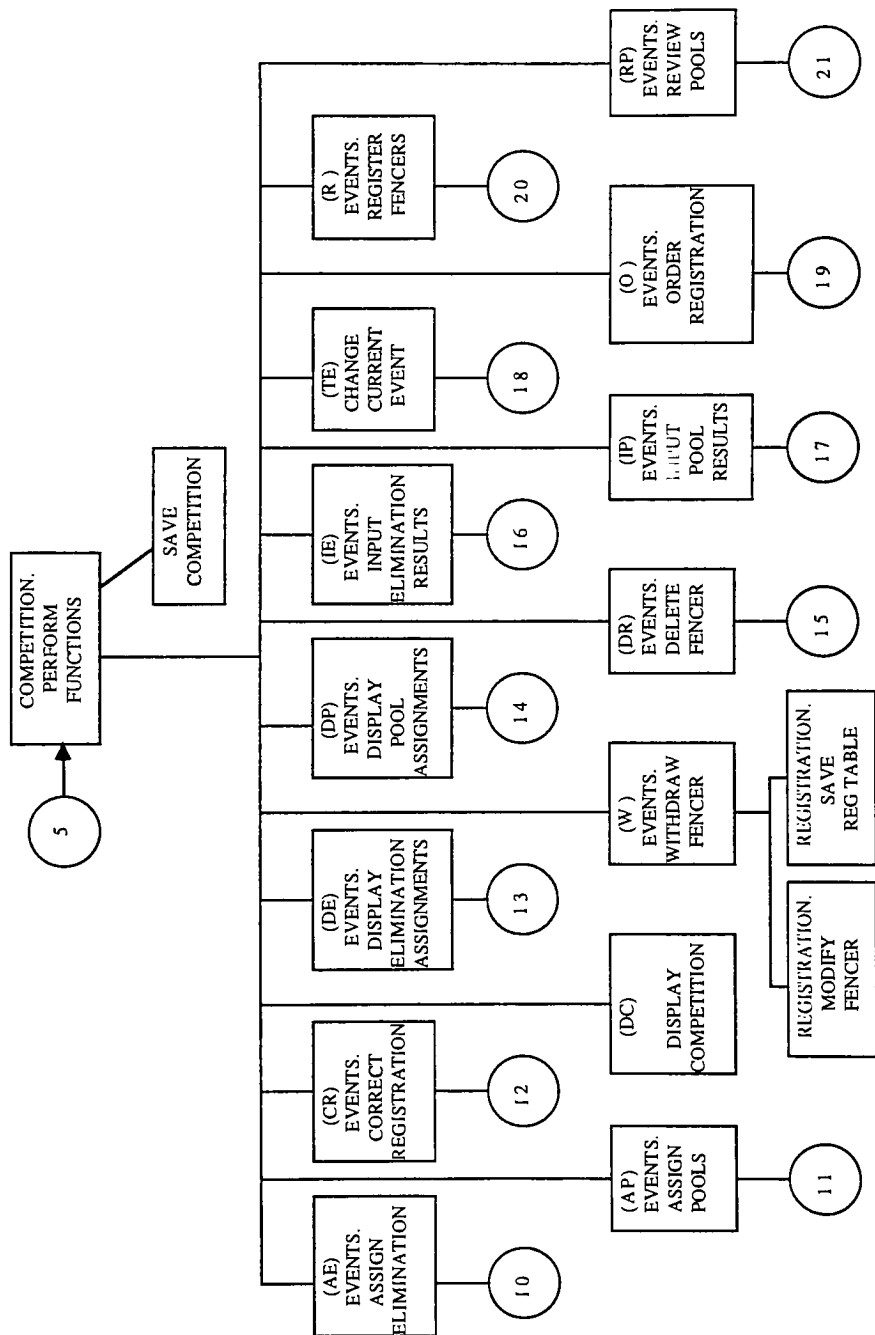 5
COMPETITION.
PERFORM
FUNCTIONS
SAVE
COMPETITION
(AE)
EVENTS.
ASSIGN
ELIMINATION
10
(CR)
EVENTS.
CORRECT
REGISTRATION
12
(DE)
EVENTS.
DISPLAY
ELIMINATION
ASSIGNMENTS
13
(DP)
EVENTS.
DISPLAY
POOL
ASSIGNMENTS
14
(IE)
EVENTS.
INPUT
ELIMINATION
RESULTS
16
(TE)
CHANGE
CURRENT
EVENT
18
(R )
EVENTS.
REGISTER
FENCERS
20
(AP)
EVENTS.
ASSIGN
POOLS
11
(DC)
DISPLAY
COMPETITION
(W )
EVENTS.
WITHDRAW
FENCER
REGISTRATION.
MODIFY
FENCER
REGISTRATION.
SAVE
REG TABLE
(DR)
EVENTS.
DELETE
FENCER
15
(IP)
EVENTS.
INPUT
POOL
RESULTS
17
(O )
EVENTS.
ORDER
REGISTRATION
19
(RP)
EVENTS.
REVIEW
POOLS
21